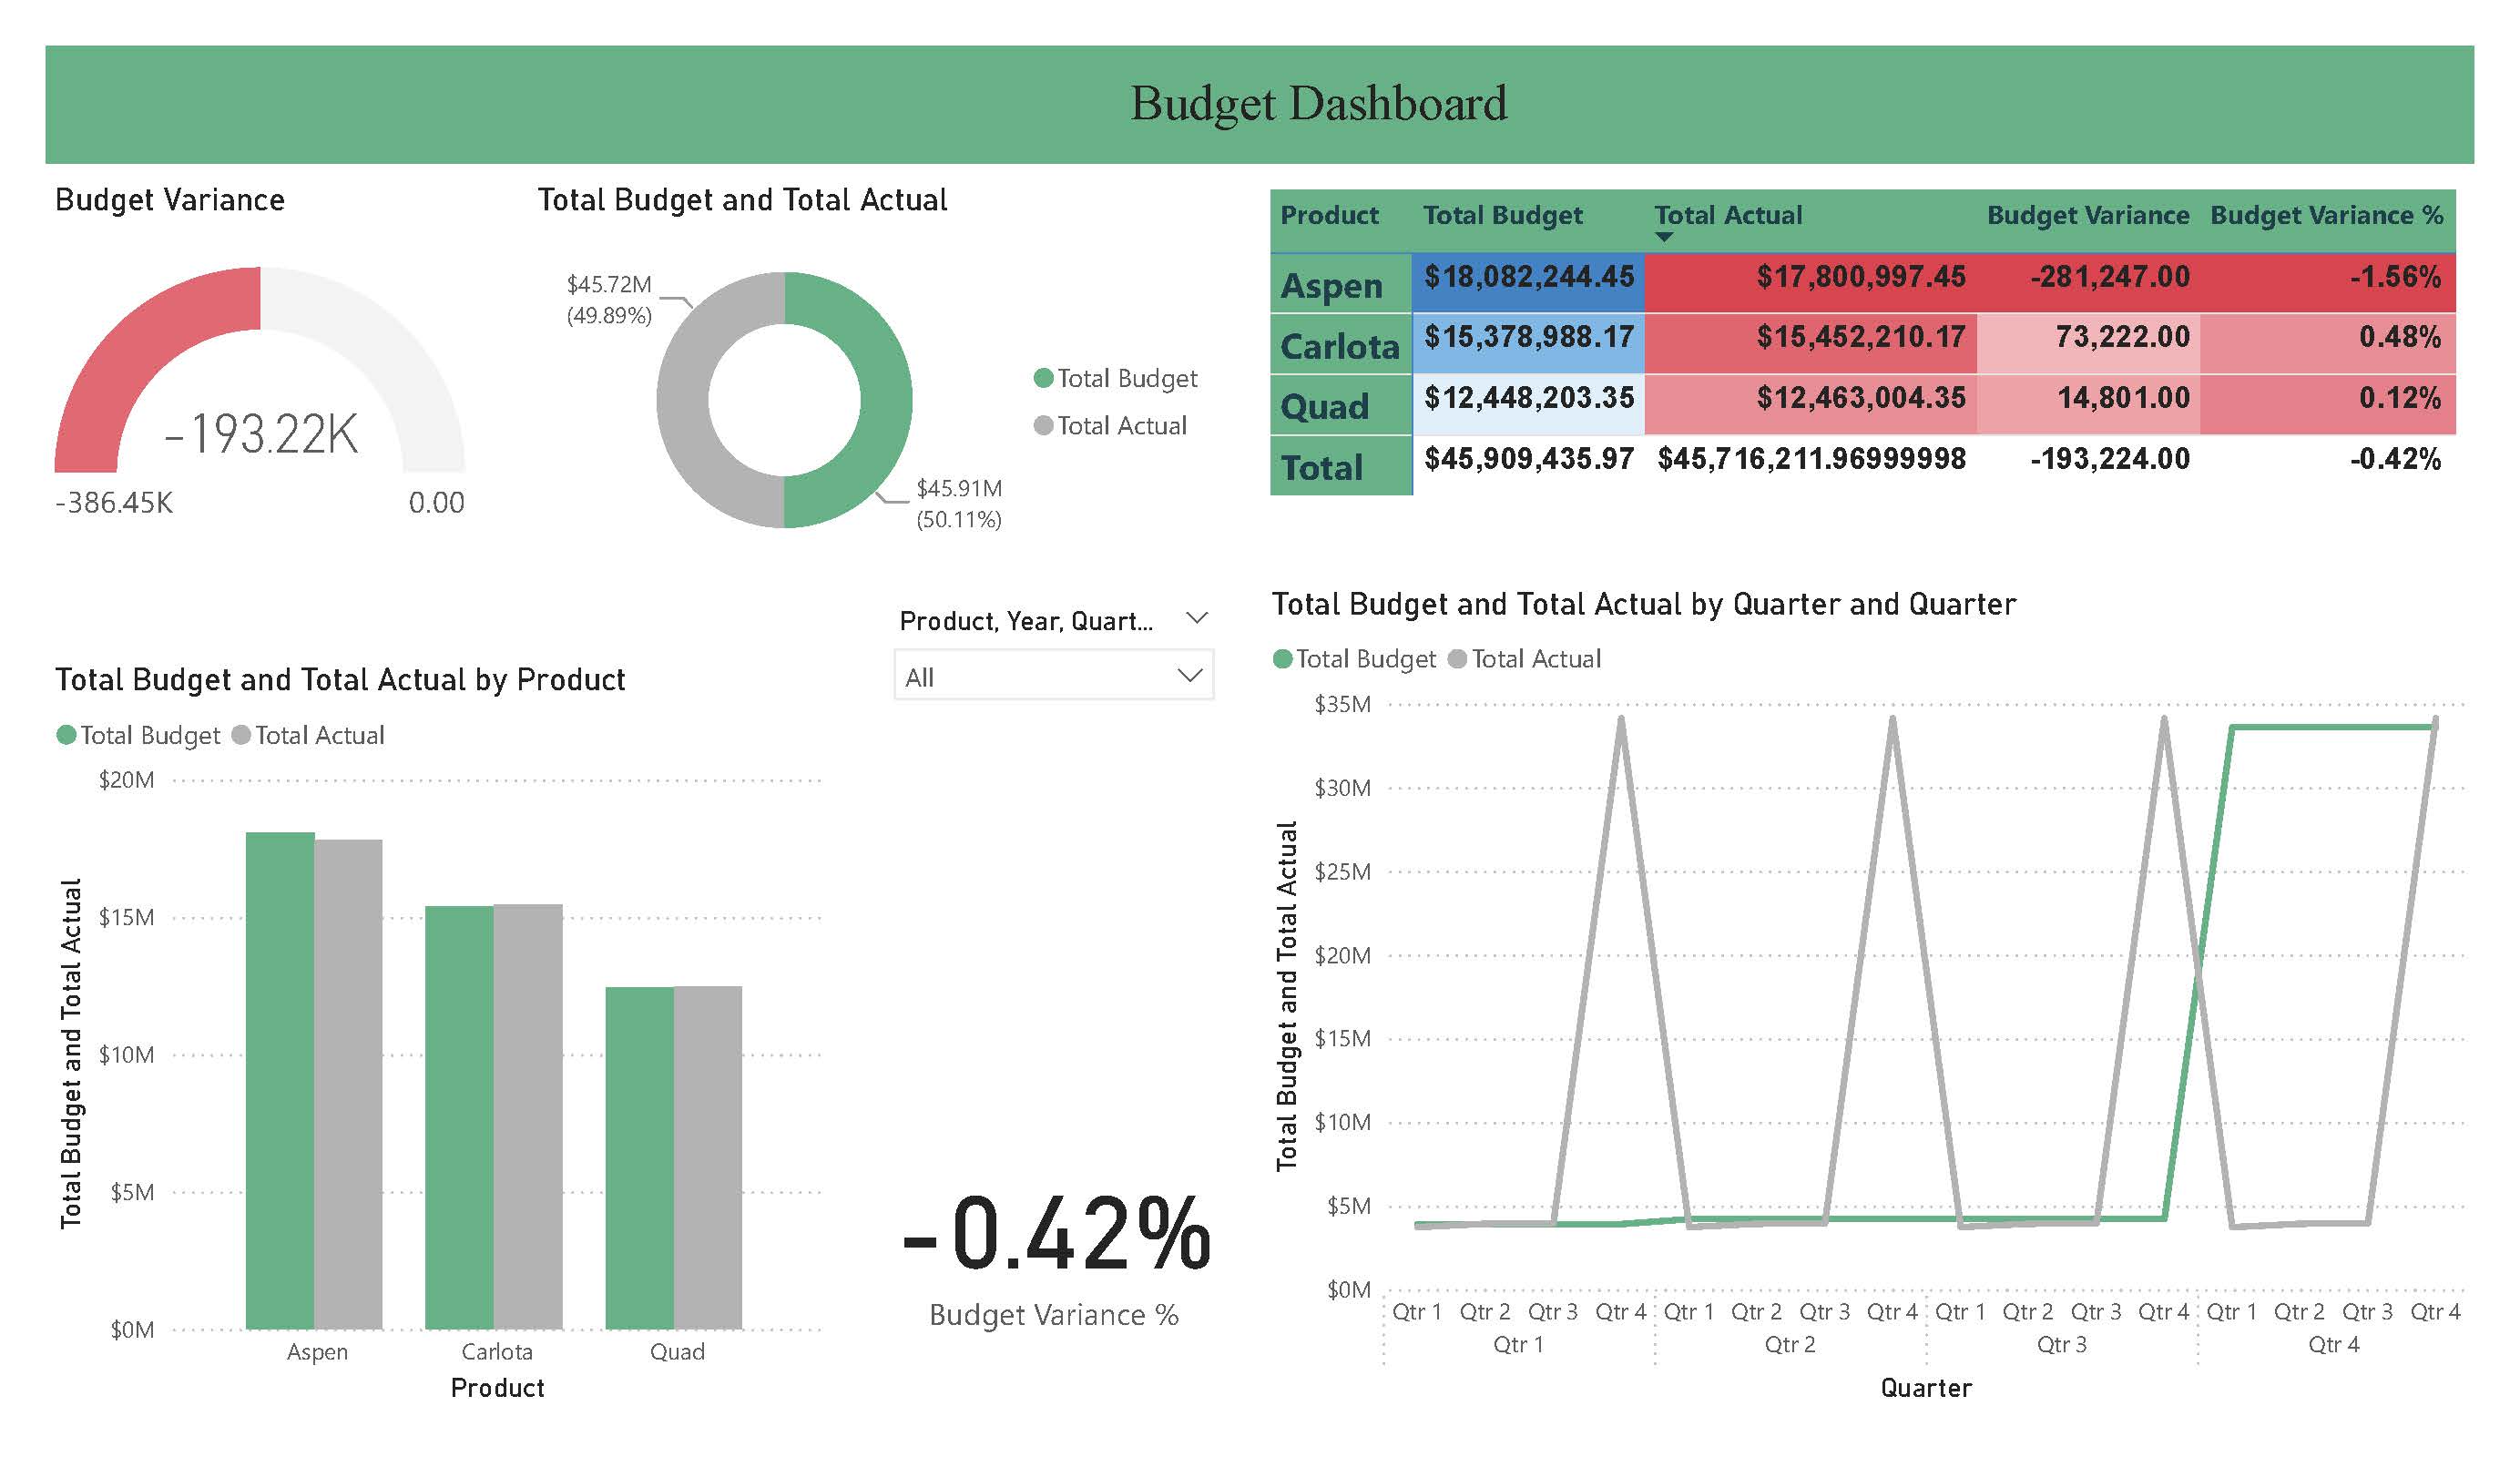 Budget Dashboard
Budget Variance
-193.22K
-386.45K 0.00
Total Budget and Total Actual
$45.72M
(49.89%)
$45.91M
(50.11%)
Total Budget
Total Actual
Product Total Budget Total Actual Budget Variance Budget Variance %
Aspen $18,082,244.45 $17,800,997.45 -281,247.00 -1.56%
Carlota $15,378,988.17 $15,452,210.17 73,222.00 0.48%
Quad $12,448,203.35 $12,463,004.35 14,801.00 0.12%
Total $45,909,435.97 $45,716,211.96999998 -193,224.00 -0.42%
Product, Year, Quart...
All
Total Budget and Total Actual by Product
Total Budget Total Actual
Total Budget and Total Actual
$20M
$15M
$10M
$5M
$0M
Aspen Carlota Quad
Product
-0.42%
Budget Variance %
Total Budget and Total Actual by Quarter and Quarter
Total Budget Total Actual
Total Budget and Total Actual
$35M
$30M
$25M
$20M
$15M
$10M
$5M
$0M
Qtr 1 Qtr 2 Qtr 3 Qtr 4 Qtr 1 Qtr 2 Qtr 3 Qtr 4 Qtr 1 Qtr 2 Qtr 3 Qtr 4 Qtr 1 Qtr 2 Qtr 3 Qtr 4
Qtr 1 Qtr 2 Qtr 3 Qtr 4
Quarter